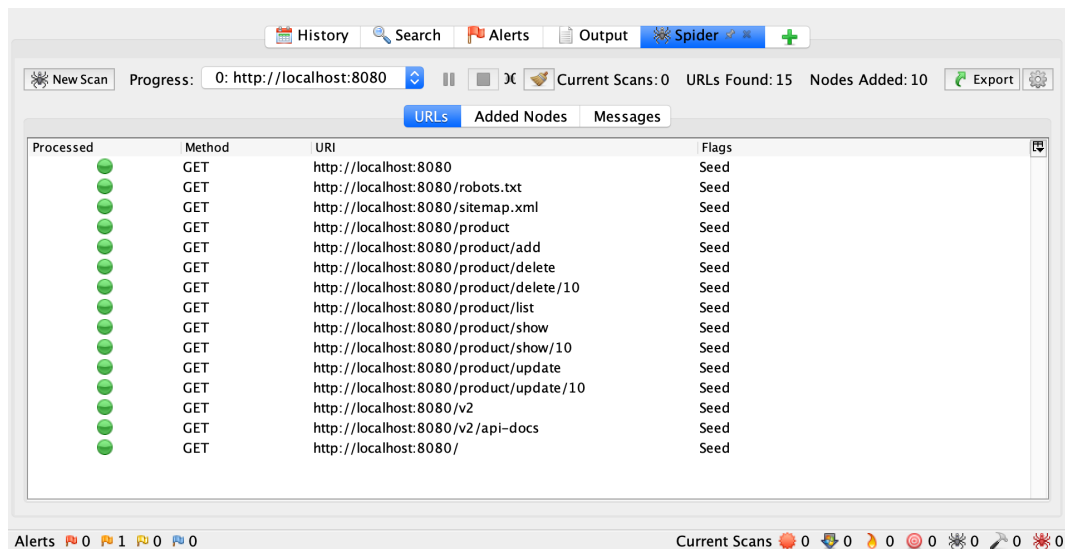 History Search Alerts Output Spider
New Scan Progress: 0: http://localhost:8080 Current Scans: 0 URLs Found: 15 Nodes Added: 10 Export
URLs Added Nodes Messages
Processed Method URI Flags
GET http://localhost:8080 Seed
GET http://localhost:8080/robots.txt Seed
GET http://localhost:8080/sitemap.xml Seed
GET http://localhost:8080/product Seed
GET http://localhost:8080/product/add Seed
GET http://localhost:8080/product/delete Seed
GET http://localhost:8080/product/delete/10 Seed
GET http://localhost:8080/product/list Seed
GET http://localhost:8080/product/show Seed
GET http://localhost:8080/product/show/10 Seed
GET http://localhost:8080/product/update Seed
GET http://localhost:8080/product/update/10 Seed
GET http://localhost:8080/v2 Seed
GET http://localhost:8080/v2/api-docs Seed
GET http://localhost:8080/ Seed
Alerts 0 1 0 0 Current Scans 0 0 0 0 0 0 0